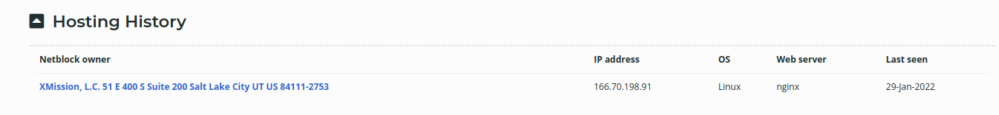 Hosting History
Netblock owner IP address OS Web server Last seen
XMission, L.C. 51 E 400 S Suite 200 Salt Lake City UT US 84111-2753 166.70.198.91 Linux nginx 29-Jan-2022